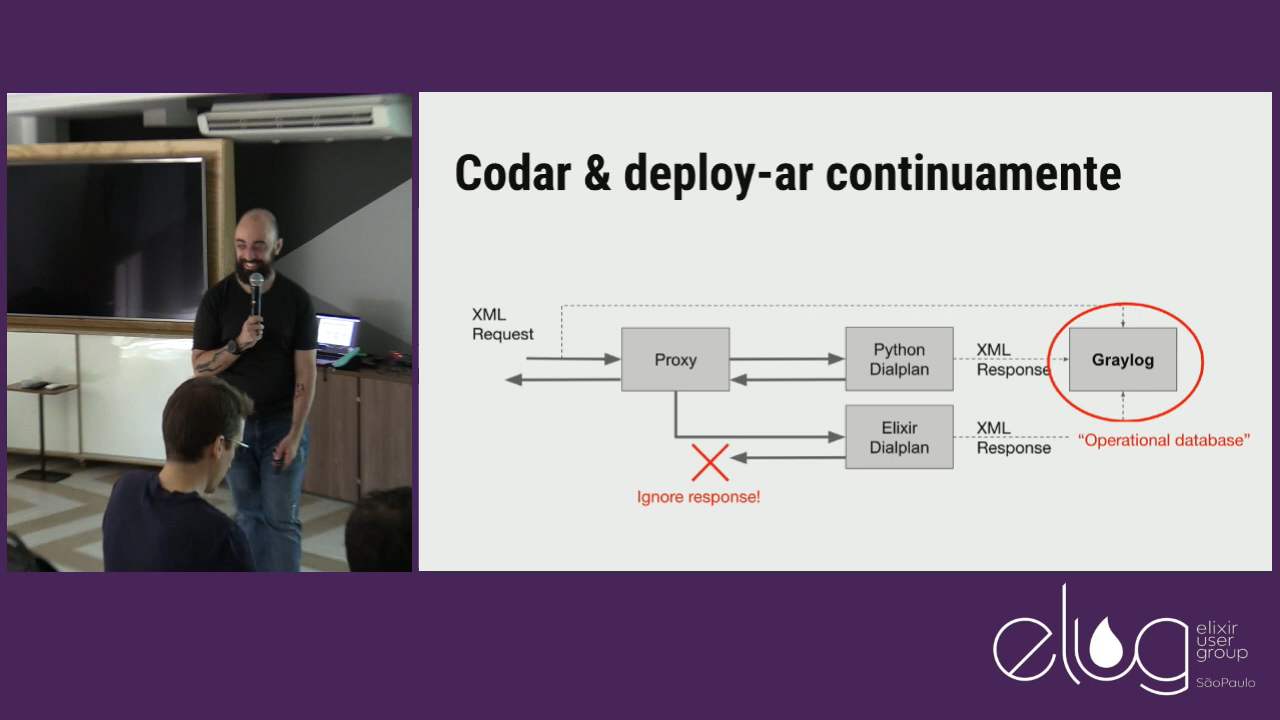 Codar & deploy-ar continuamente
XML
Request
Proxy
Python
Dialplan
XML
Response
Graylog
Elixir
Dialplan
XML
Response
“Operational database”
Ignore response!
elug
elixir
user
group
SãoPaulo